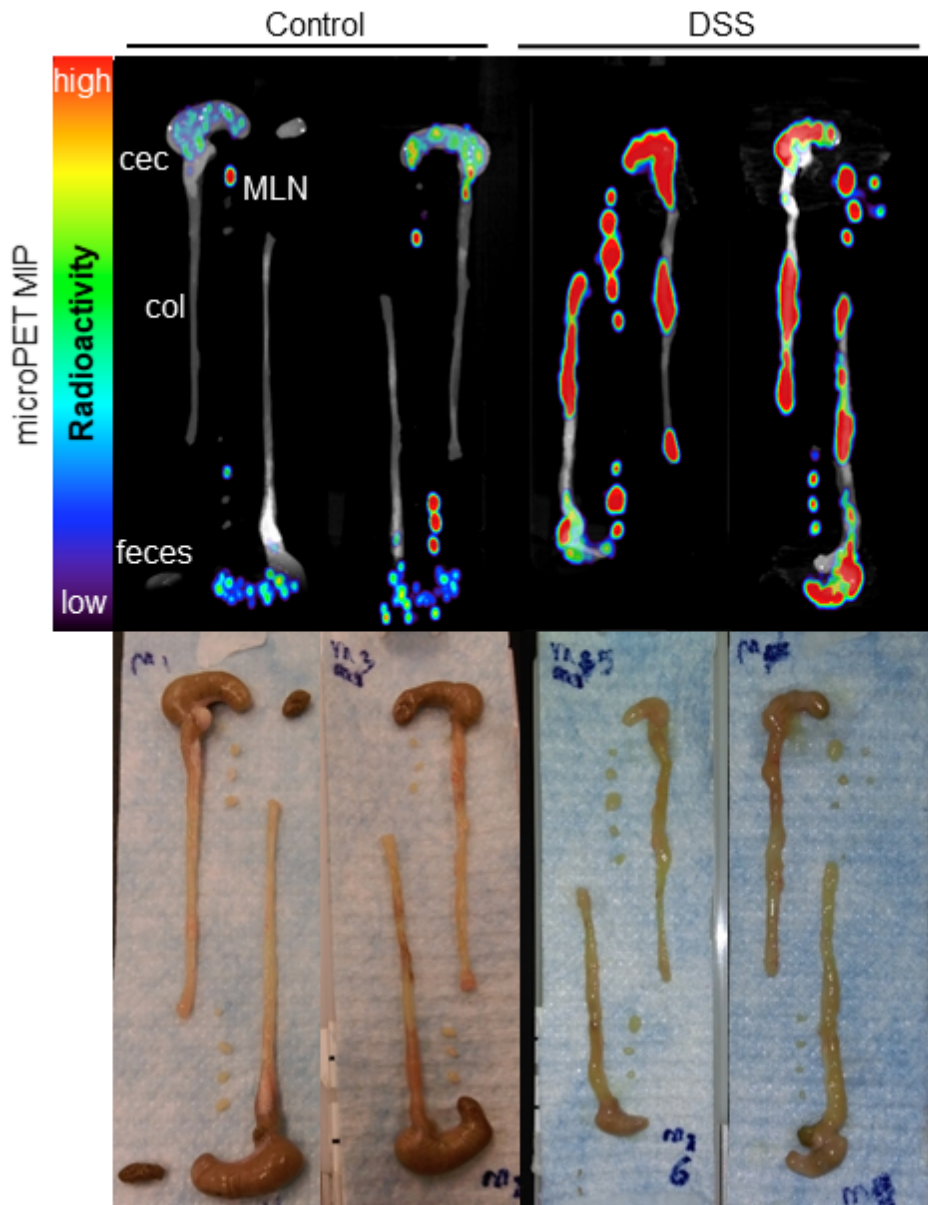 Control
DSS
high
cec
MLN
microPET MIP
Radioactivity
col
feces
low
6